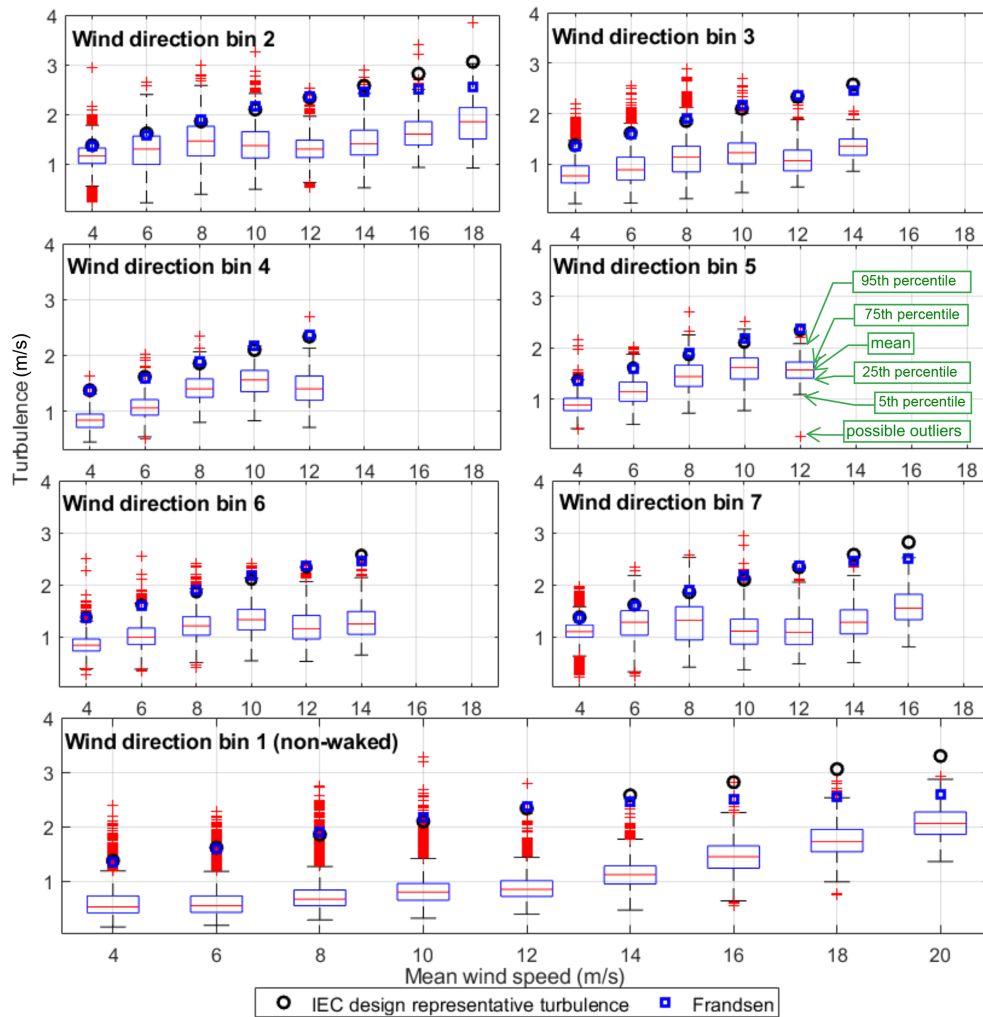 4
Wind direction bin 2
3
2
1
4 6 8 10 12 14 16 18
4
Wind direction bin 3
3
2
1
4 6 8 10 12 14 16 18
4
Wind direction bin 4
3
2
1
4 6 8 10 12 14 16 18
4
Wind direction bin 5
95th percentile
3
75th percentile
mean
2
25th percentile
1
5th percentile
possible outliers
4 6 8 10 12 14 16 18
Turbulence (m/s)
4
Wind direction bin 6
3
2
1
4 6 8 10 12 14 16 18
4
Wind direction bin 7
3
2
1
4 6 8 10 12 14 16 18
4
Wind direction bin 1 (non-waked)
3
2
1
4 6 8 10 12 14 16 18 20
Mean wind speed (m/s)
IEC design representative turbulence Frandsen